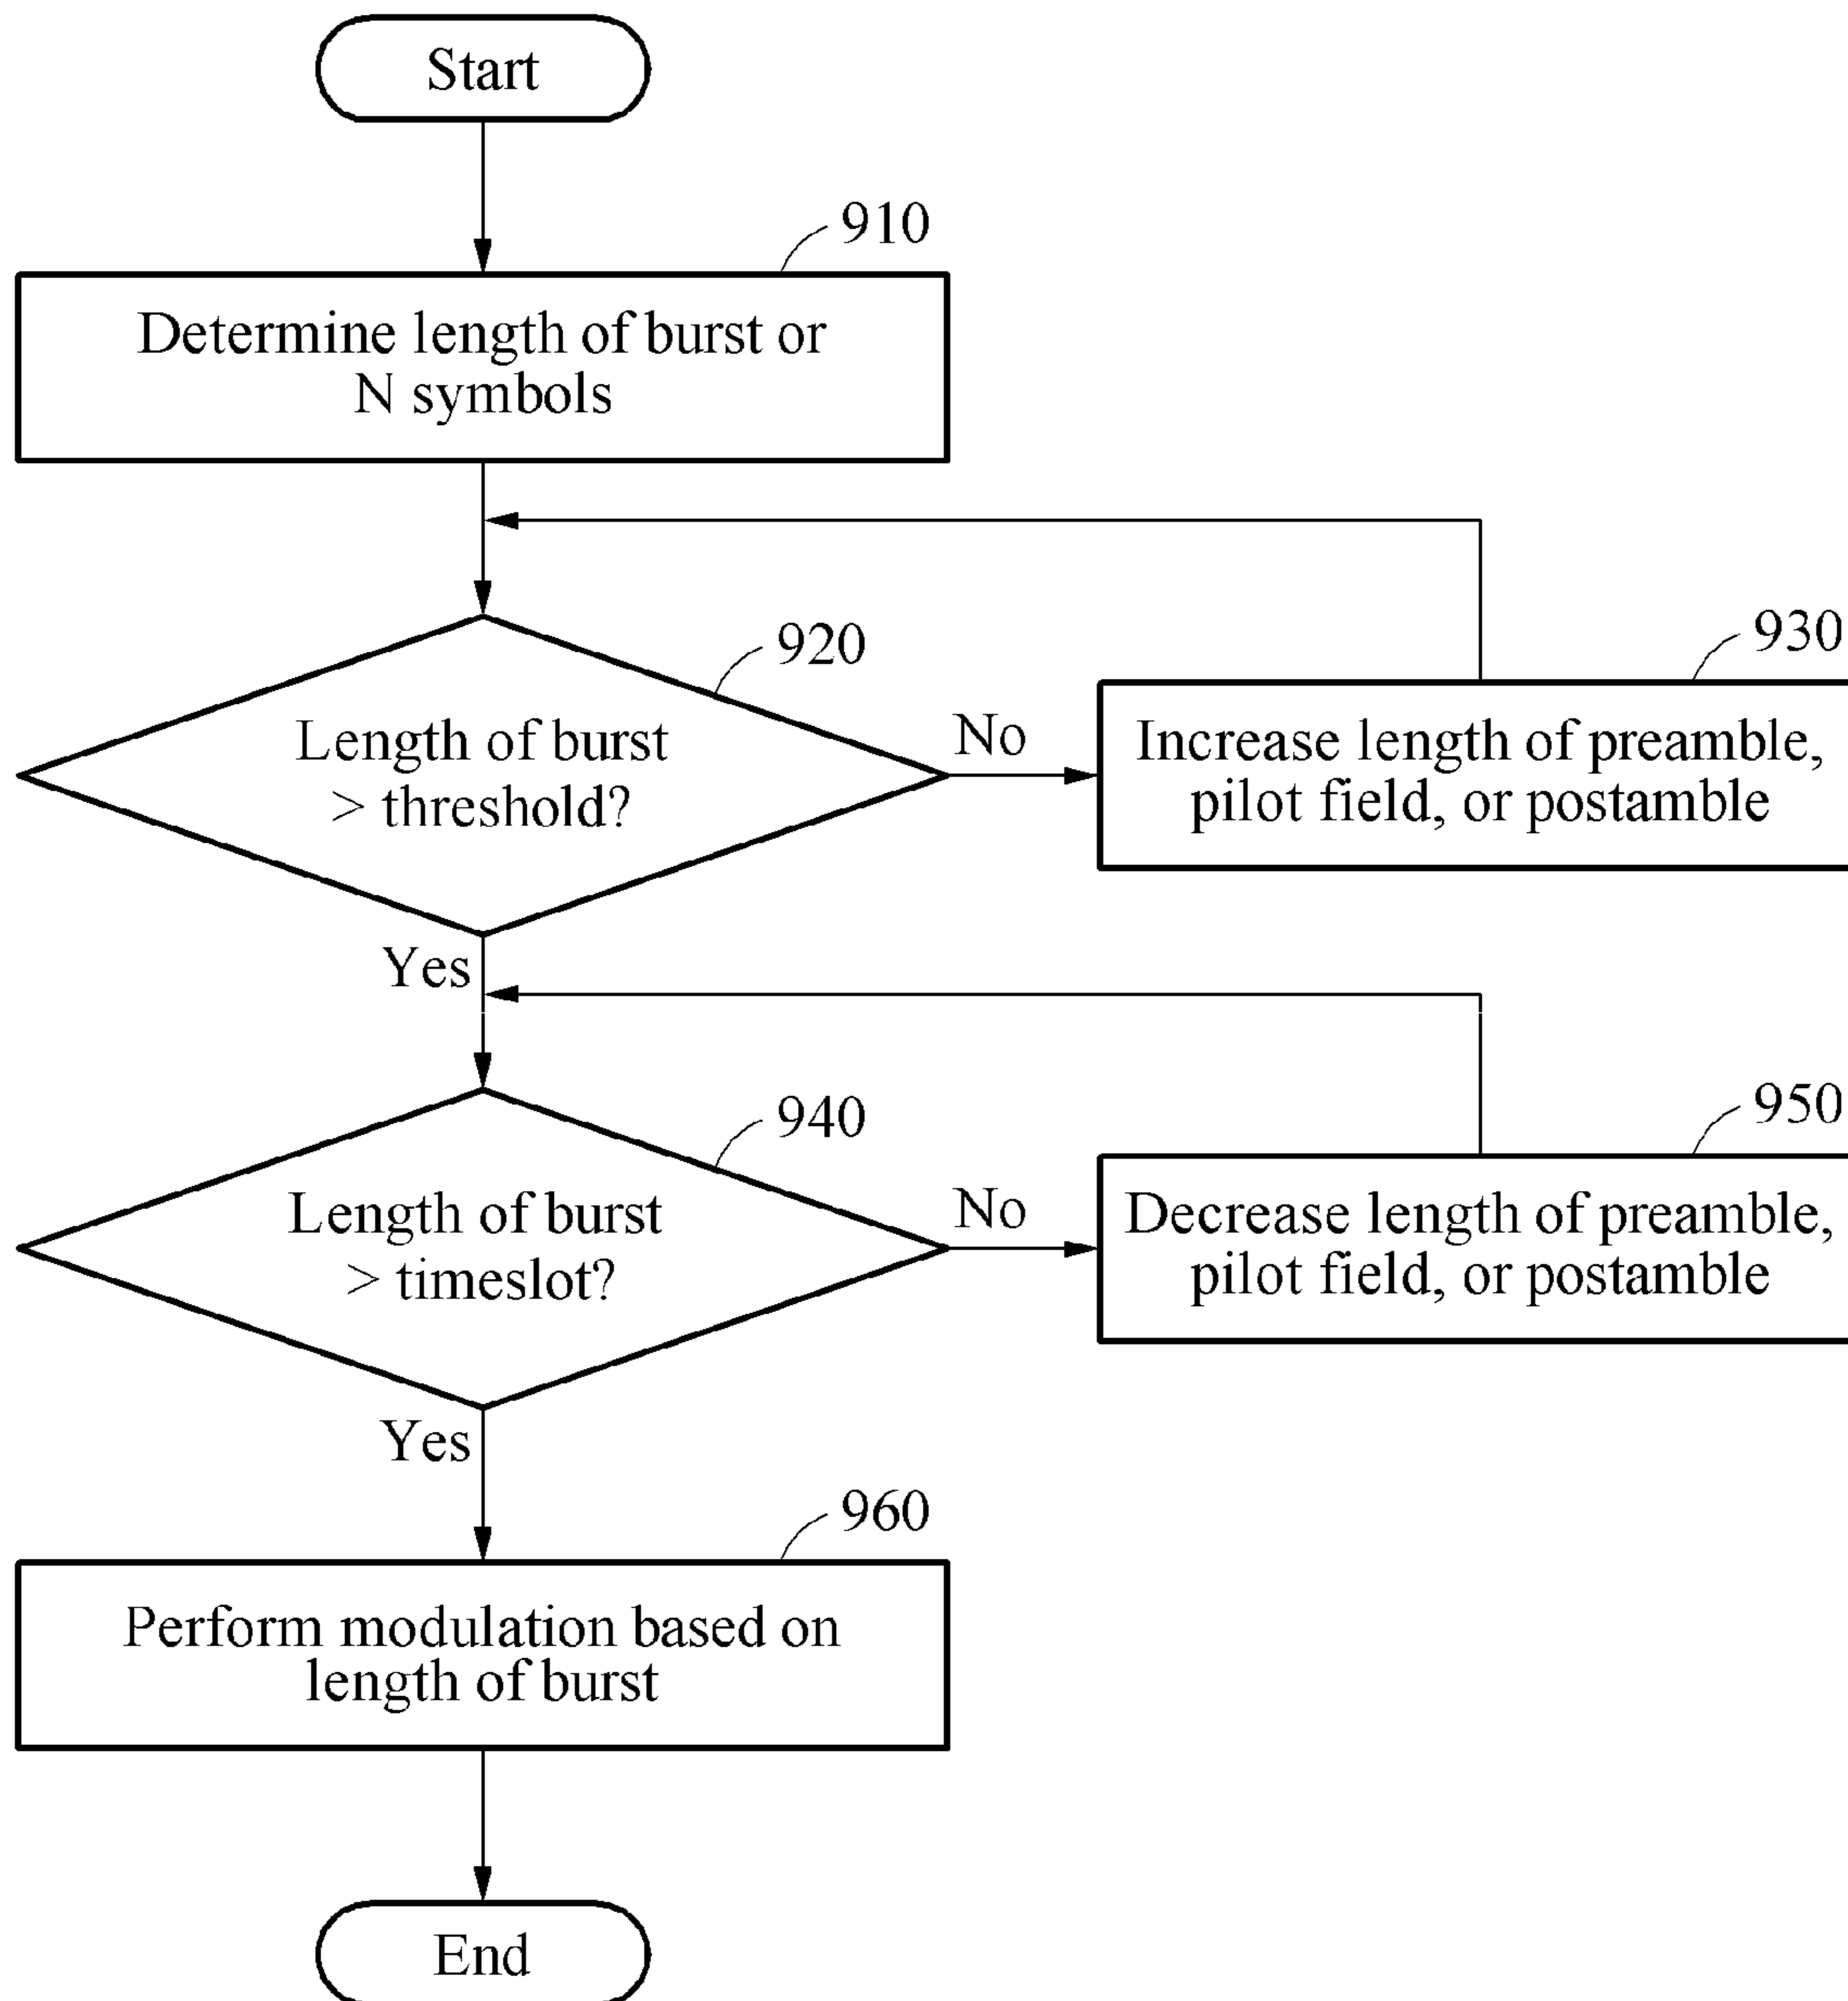 Start
910
Determine length of burst or
N symbols
920
Length of burst
> threshold?
No
930
Increase length of preamble,
pilot field, or postamble
Yes
940
Length of burst
> timeslot?
No
950
Decrease length of preamble,
pilot field, or postamble
Yes
960
Perform modulation based on
length of burst
End